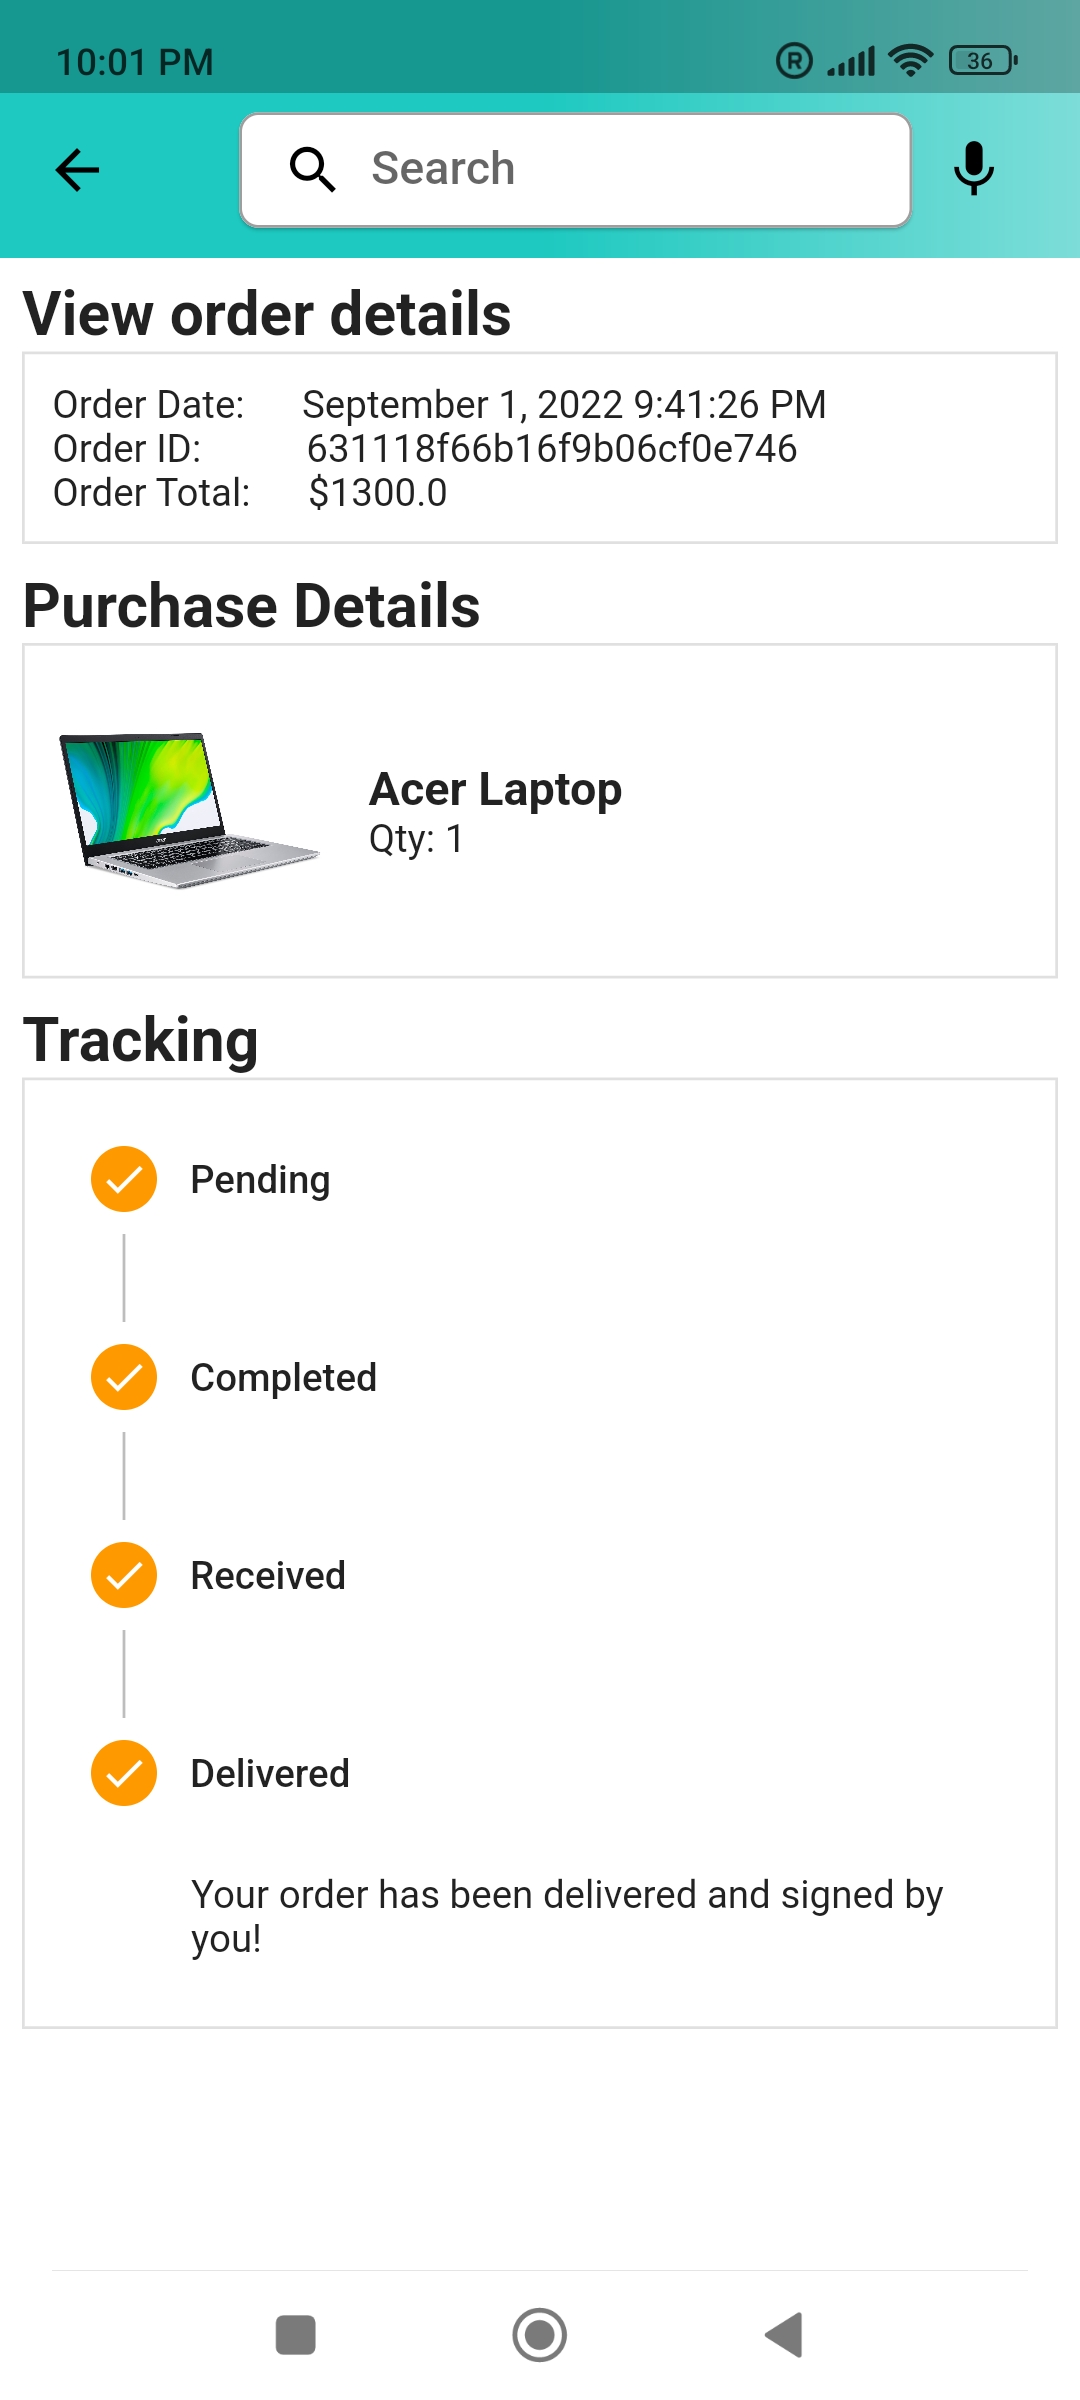 10:01 PM
R
36
Search
View order details
Order Date: September 1, 2022 9:41:26 PM
Order ID: 631118f66b16f9b06cf0e746
Order Total: $1300.0
Purchase Details
Acer Laptop
Qty: 1
Tracking
Pending
Completed
Received
Delivered
Your order has been delivered and signed by
you!